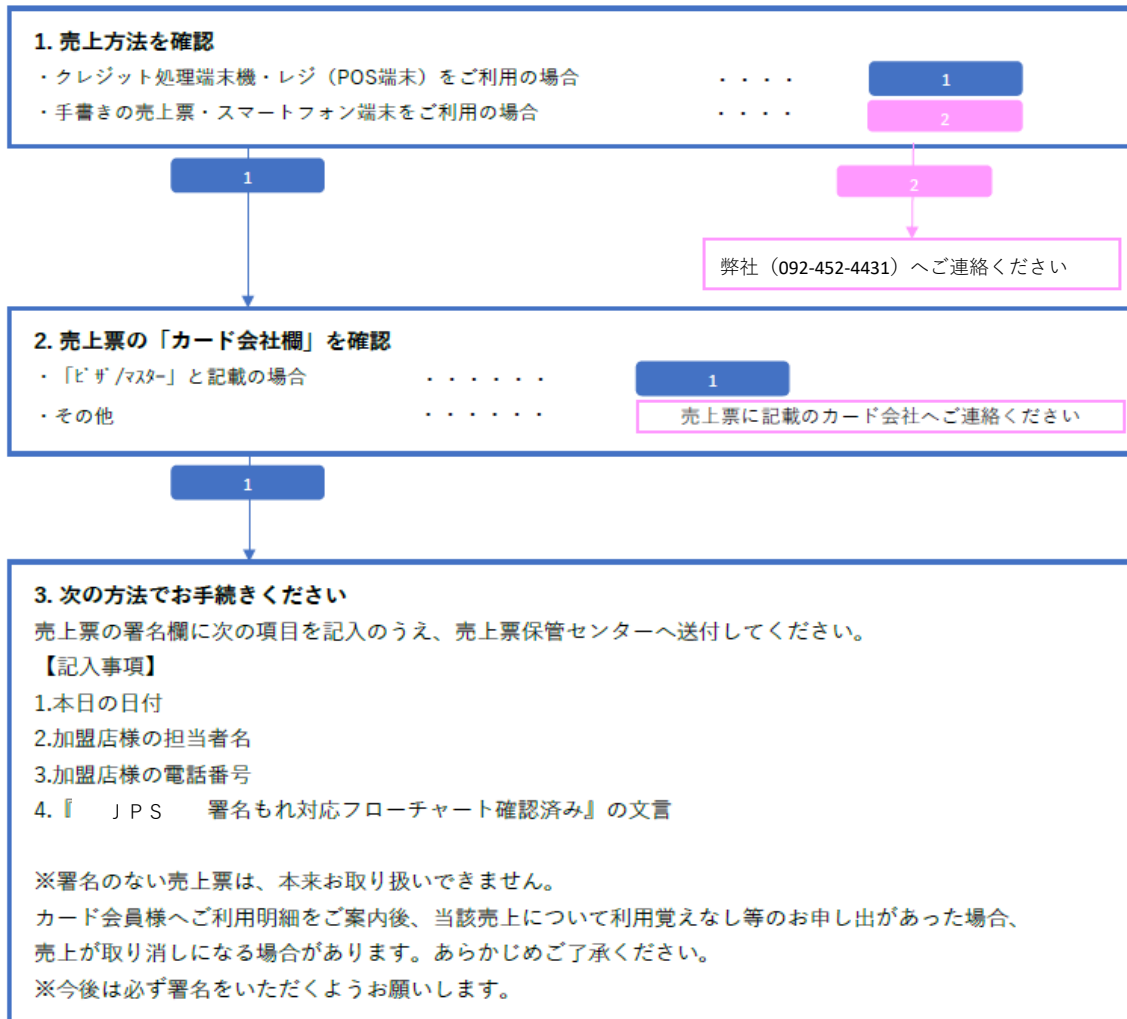 1. 売上方法を確認
・クレジット処理端末機・レジ（POS端末）をご利用の場合 ・・・・ 1
・手書きの売上票・スマートフォン端末をご利用の場合 ・・・・ 2
1
2
弊社（092-452-4431）へご連絡ください
2. 売上票の「カード会社欄」を確認
・「ﾋﾞｻﾞ/ﾏｽﾀｰ」と記載の場合 ・・・・・・ 1
・その他 ・・・・・・ 売上票に記載のカード会社へご連絡ください
1
3. 次の方法でお手続きください
売上票の署名欄に次の項目を記入のうえ、売上票保管センターへ送付してください。
【記入事項】
1.本日の日付
2.加盟店様の担当者名
3.加盟店様の電話番号
4.『　ＪＰＳ　署名もれ対応フローチャート確認済み』の文言
※署名のない売上票は、本来お取り扱いできません。
カード会員様へご利用明細をご案内後、当該売上について利用覚えなし等のお申し出があった場合、
売上が取り消しになる場合があります。あらかじめご了承ください。
※今後は必ず署名をいただくようお願いします。